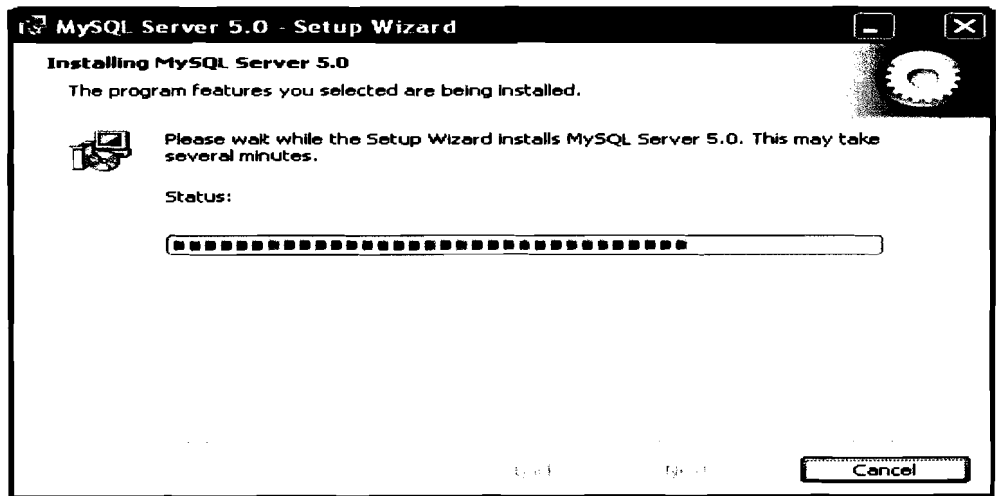 MySQL Server 5.0 - Setup Wizard
Installing MySQL Server 5.0
The program features you selected are being installed.
Please wait while the Setup Wizard installs MySQL Server 5.0. This may take
several minutes.
Status:
Cancel